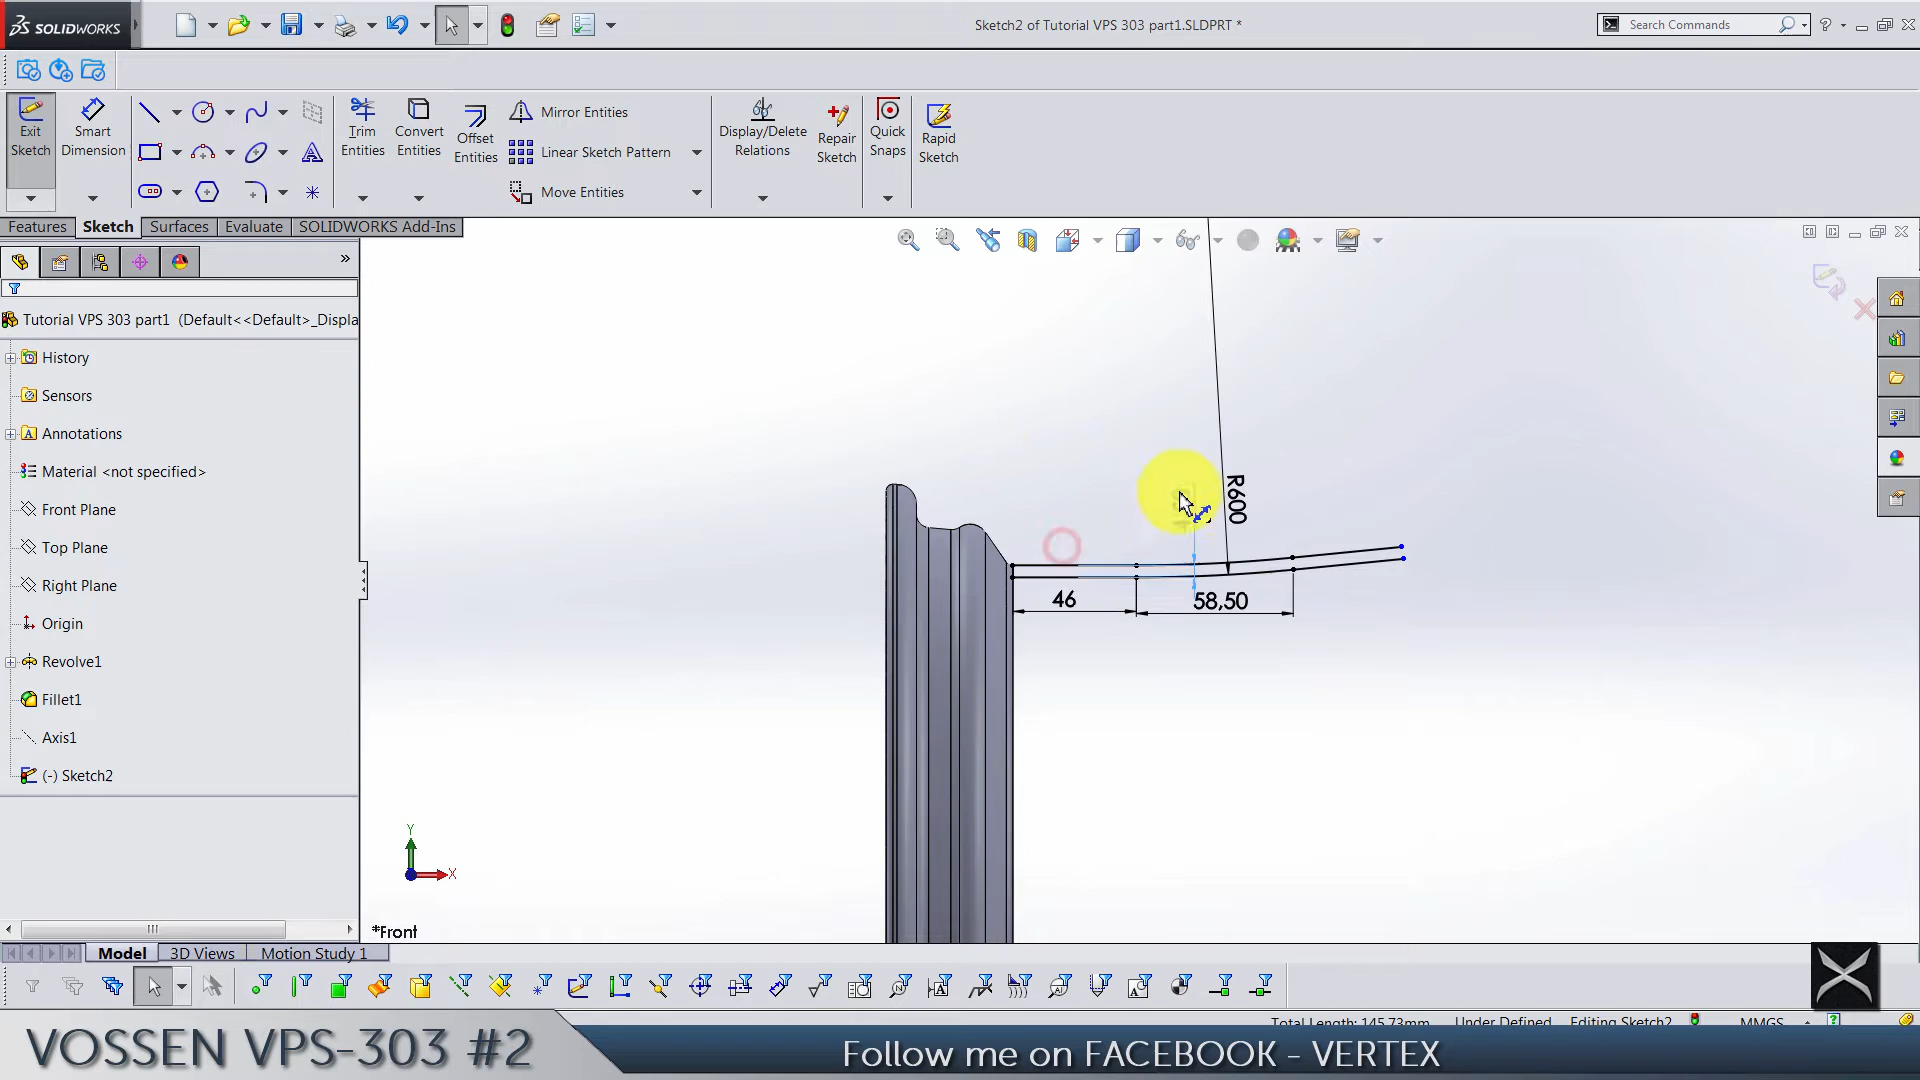 SOLIDWORKS
Sketch2 of Tutorial VPS 303 part1.SLDPRT *
Search Commands
Exit Sketch
Smart Dimension
Trim Entities
Convert Entities
Offset Entities
Mirror Entities
Linear Sketch Pattern
Move Entities
Display/Delete Relations
Repair Sketch
Quick Snaps
Rapid Sketch
Features
Sketch
Surfaces
Evaluate
SOLIDWORKS Add-Ins
Tutorial VPS 303 part1 (Default<<Default>_Displa
History
Sensors
Annotations
Material <not specified>
Front Plane
Top Plane
Right Plane
Origin
Revolve1
Fillet1
Axis1
(-) Sketch2
R600
46
58,50
Y
X
*Front
Model
3D Views
Motion Study 1
Total Length: 145.73mm
Under Defined
Editing Sketch2
MMGS
VOSSEN VPS-303 #2
Follow me on FACEBOOK - VERTEX